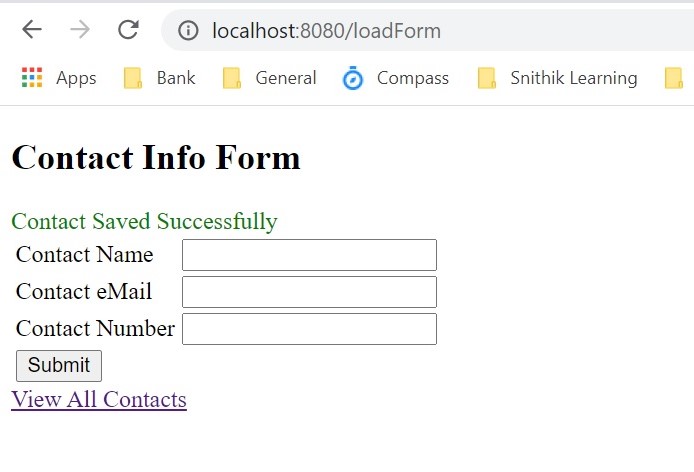 localhost:8080/loadForm
Apps Bank General Compass Snithik Learning
Contact Info Form
Contact Saved Successfully
Contact Name
Contact eMail
Contact Number
Submit
View All Contacts